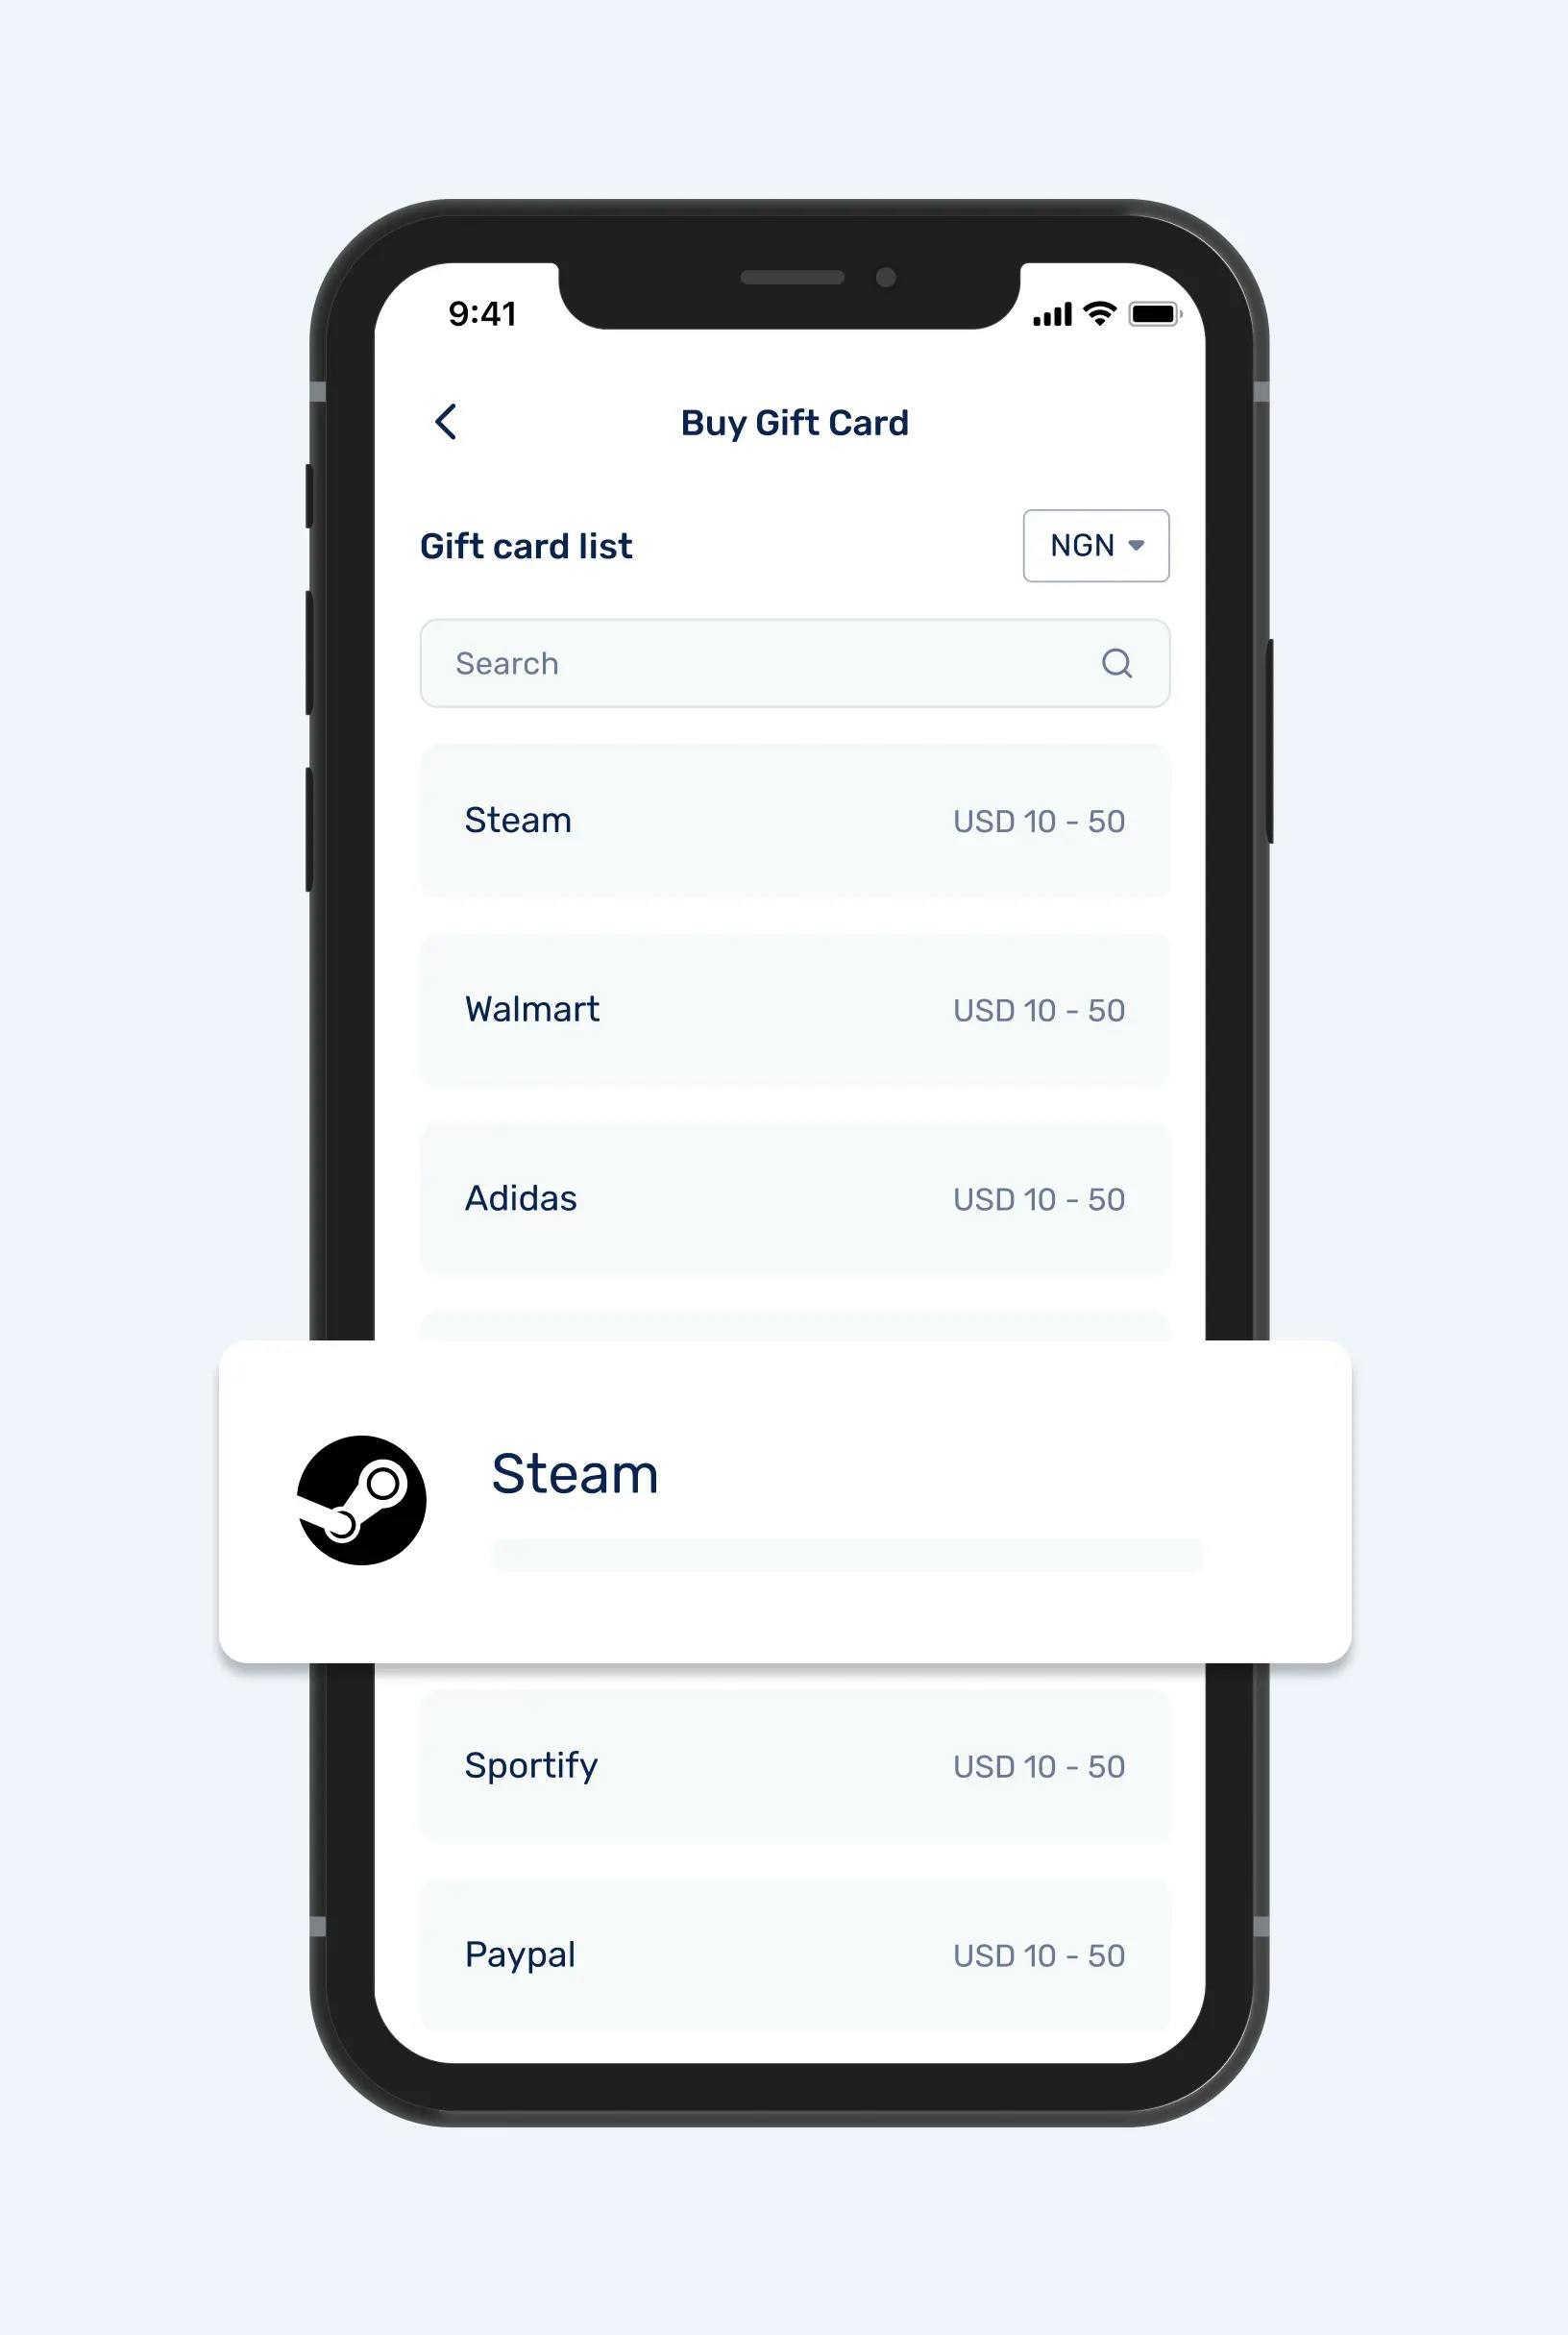 9:41
Buy Gift Card
Gift card list
NGN
Search
Steam USD 10 - 50
Walmart USD 10 - 50
Adidas USD 10 - 50
Steam
Sportify USD 10 - 50
Paypal USD 10 - 50